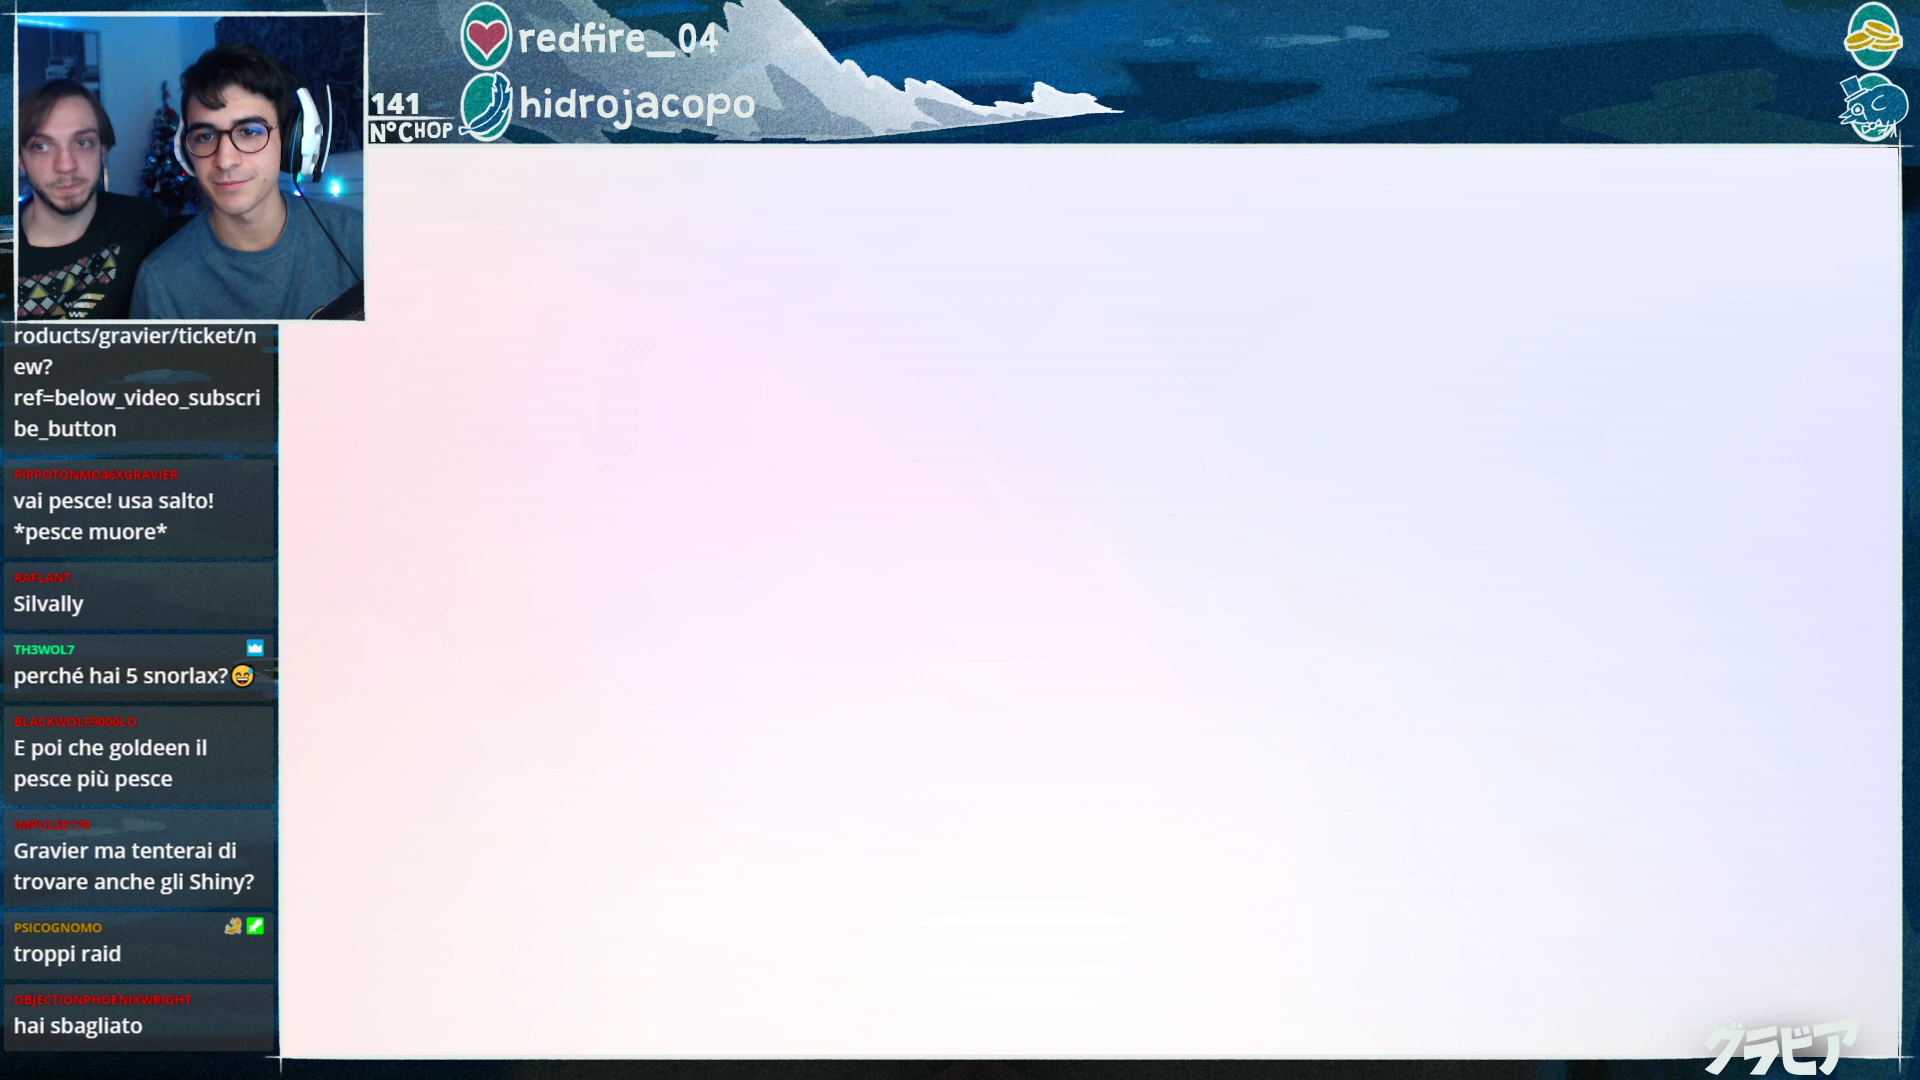 redfire_04
141
N°CHOP
hidrojacopo
roducts/gravier/ticket/n
ew?
ref=below_video_subscri
be_button
PIPPOTONMO46XGRAVIER
vai pesce! usa salto!
*pesce muore*
RAFLANT_
Silvally
TH3WOL7
perché hai 5 snorlax?😅
BLACKWOLF9000LO
E poi che goldeen il
pesce più pesce
IMPULSE179
Gravier ma tenterai di
trovare anche gli Shiny?
PSICOGNOMO
troppi raid
OBJECTIONPHOENIXWRIGHT
hai sbagliato
グラビア